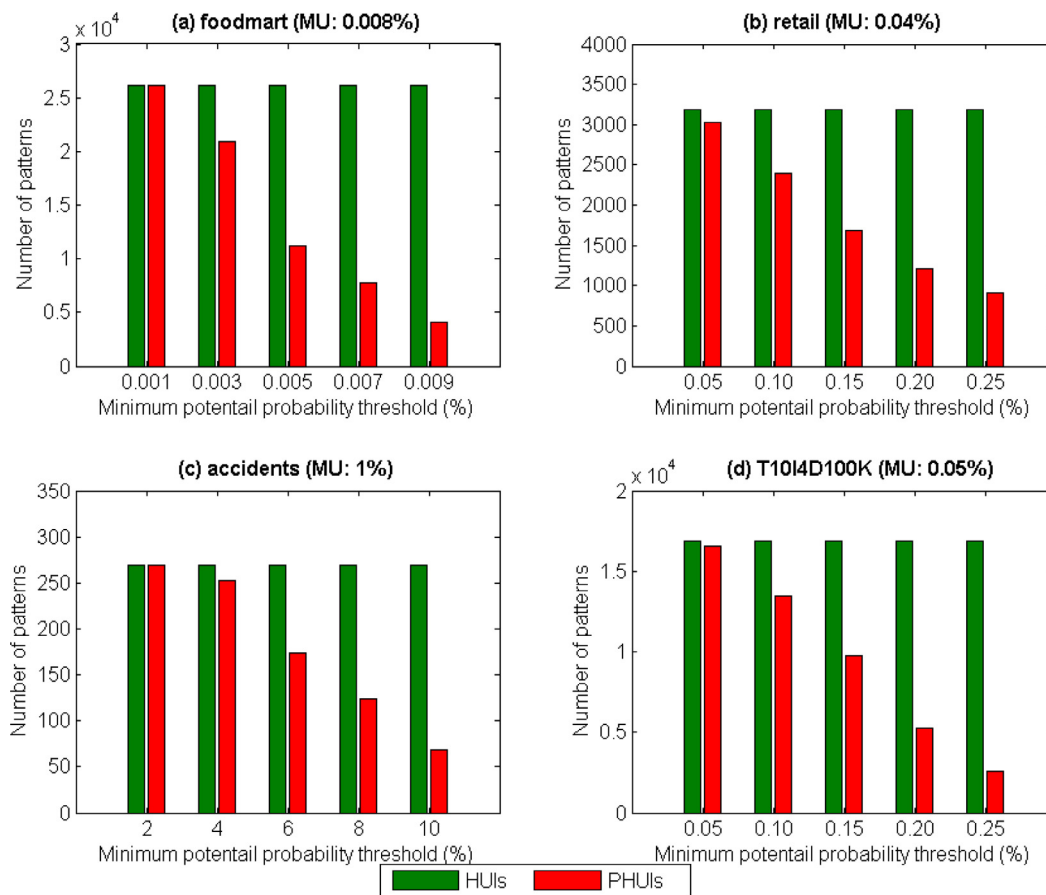 (a) foodmart (MU: 0.008%)
x 10^4
3
2.5
2
1.5
1
0.5
0
Number of patterns
0.001 0.003 0.005 0.007 0.009
Minimum potentail probability threshold (%)
(b) retail (MU: 0.04%)
4000
3500
3000
2500
2000
1500
1000
500
0
Number of patterns
0.05 0.10 0.15 0.20 0.25
Minimum potentail probability threshold (%)
(c) accidents (MU: 1%)
350
300
250
200
150
100
50
0
Number of patterns
2 4 6 8 10
Minimum potentail probability threshold (%)
(d) T10I4D100K (MU: 0.05%)
x 10^4
2
1.5
1
0.5
0
Number of patterns
0.05 0.10 0.15 0.20 0.25
Minimum potentail probability threshold (%)
HUIs PHUIs